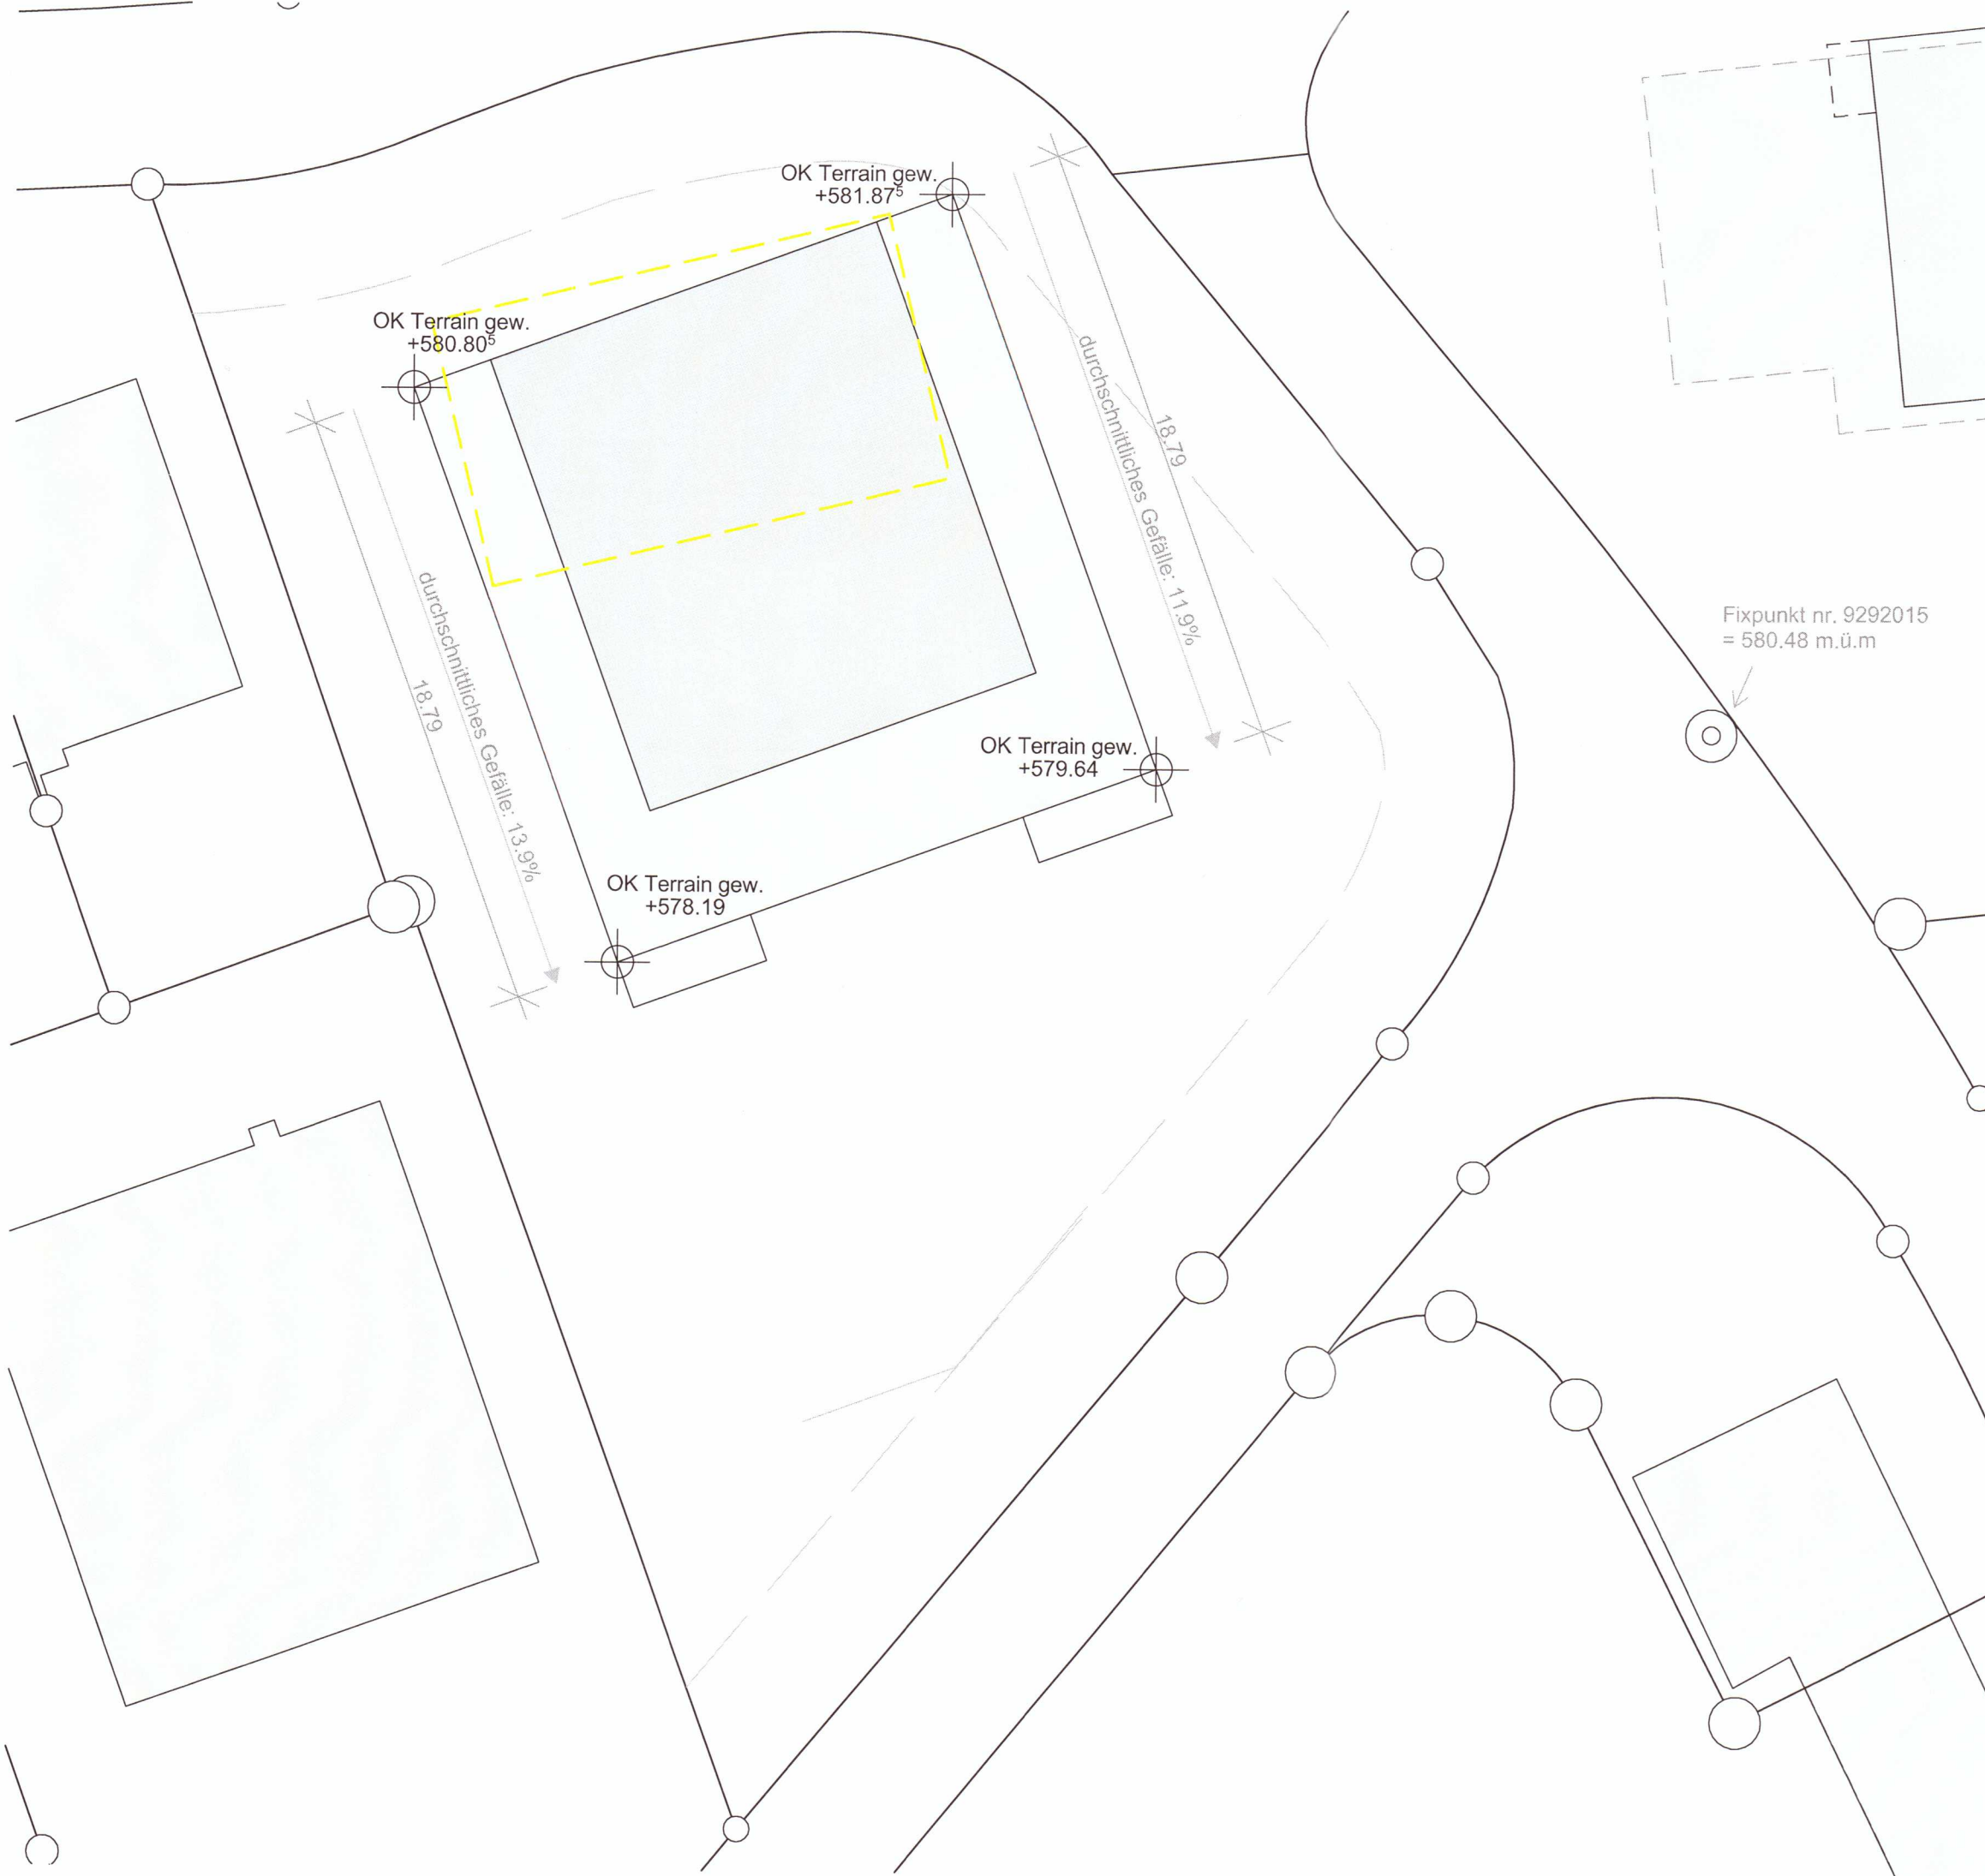 OK Terrain gew.
+581.87⁵
OK Terrain gew.
+580.80⁵
durchschnittliches Gefälle: 11.9%
18.79
durchschnittliches Gefälle: 13.9%
18.79
Fixpunkt nr. 9292015
= 580.48 m.ü.m
OK Terrain gew.
+579.64
OK Terrain gew.
+578.19